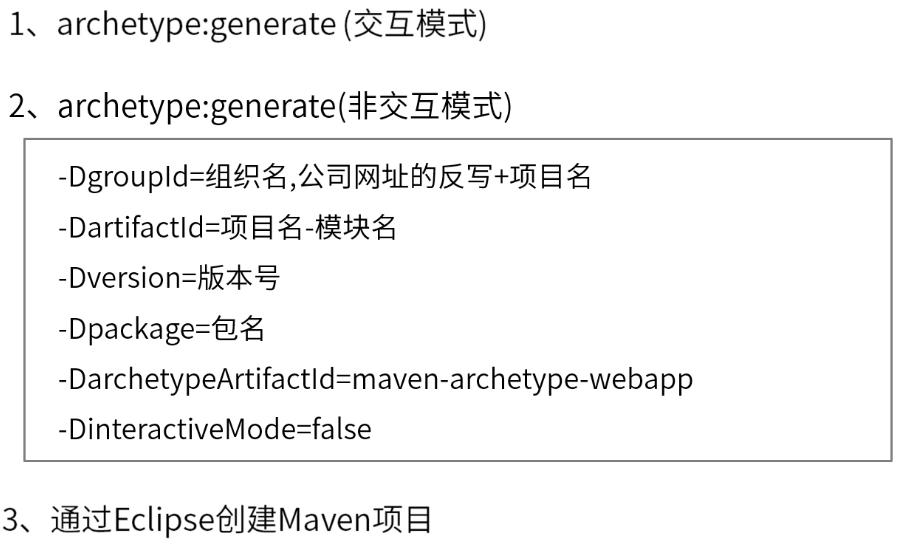 1、archetype:generate (交互模式)
2、archetype:generate(非交互模式)
-DgroupId=组织名,公司网址的反写+项目名
-DartifactId=项目名-模块名
-Dversion=版本号
-Dpackage=包名
-DarchetypeArtifactId=maven-archetype-webapp
-DinteractiveMode=false
3、通过Eclipse创建Maven项目